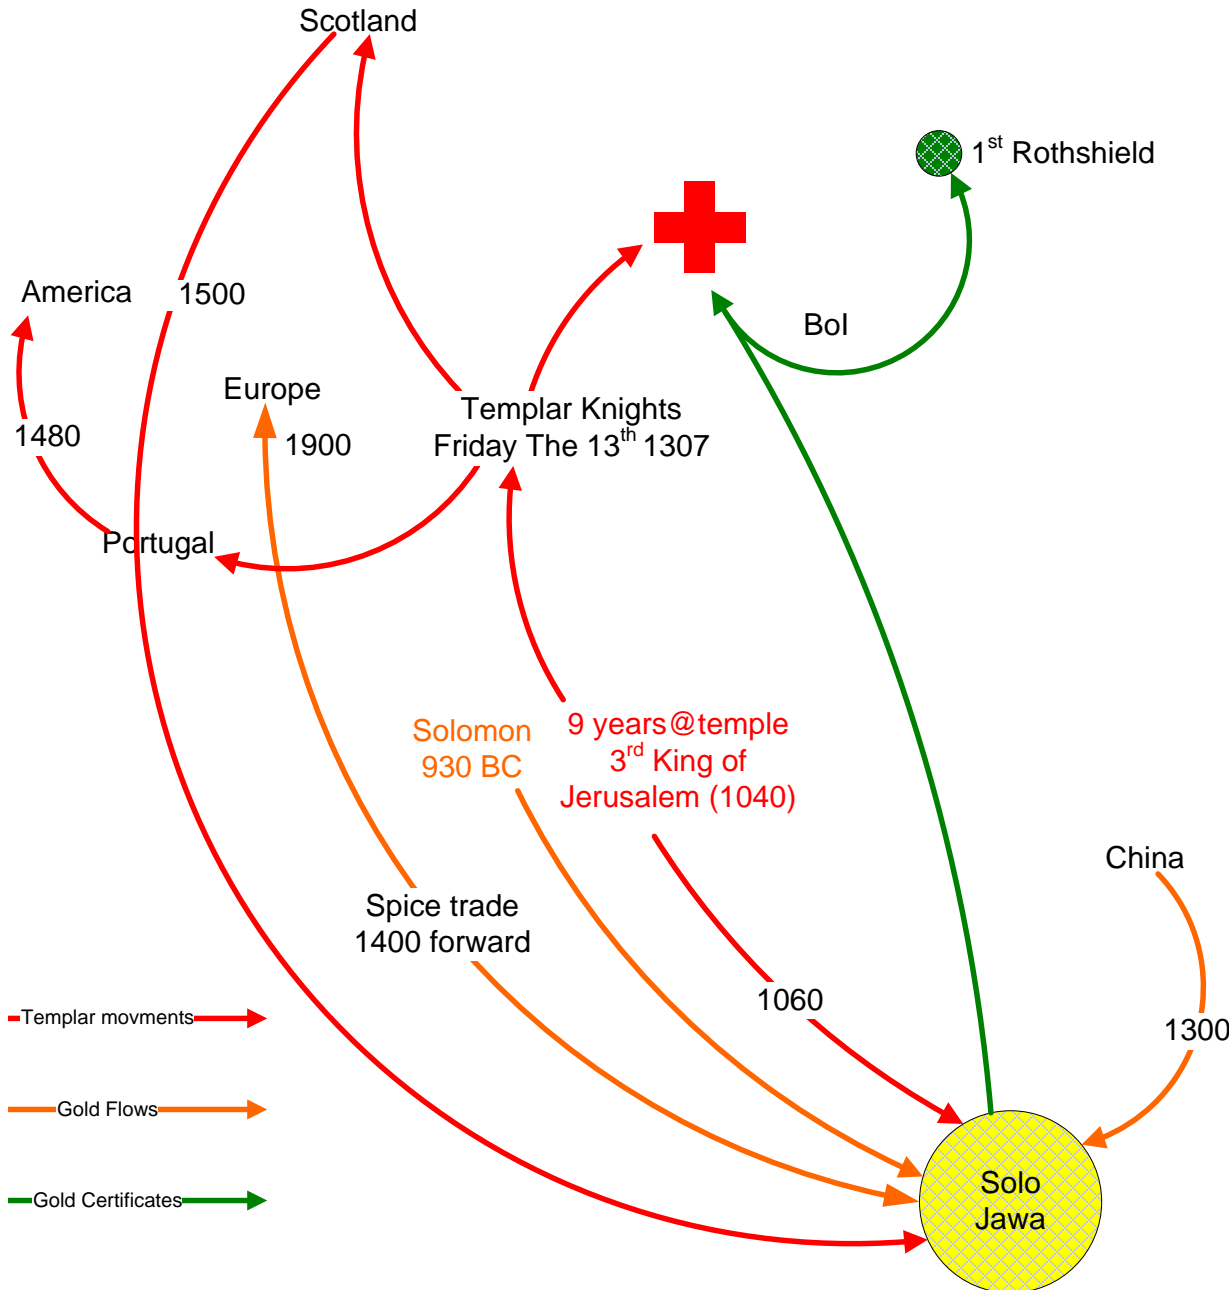 Scotland
1st Rothshield
America
1500
BoI
Europe
1900
Templar Knights
Friday The 13th 1307
1480
Portugal
Solomon
930 BC
9 years@temple
3rd King of
Jerusalem (1040)
China
Spice trade
1400 forward
1060
1300
Templar movments
Gold Flows
Gold Certificates
Solo
Jawa